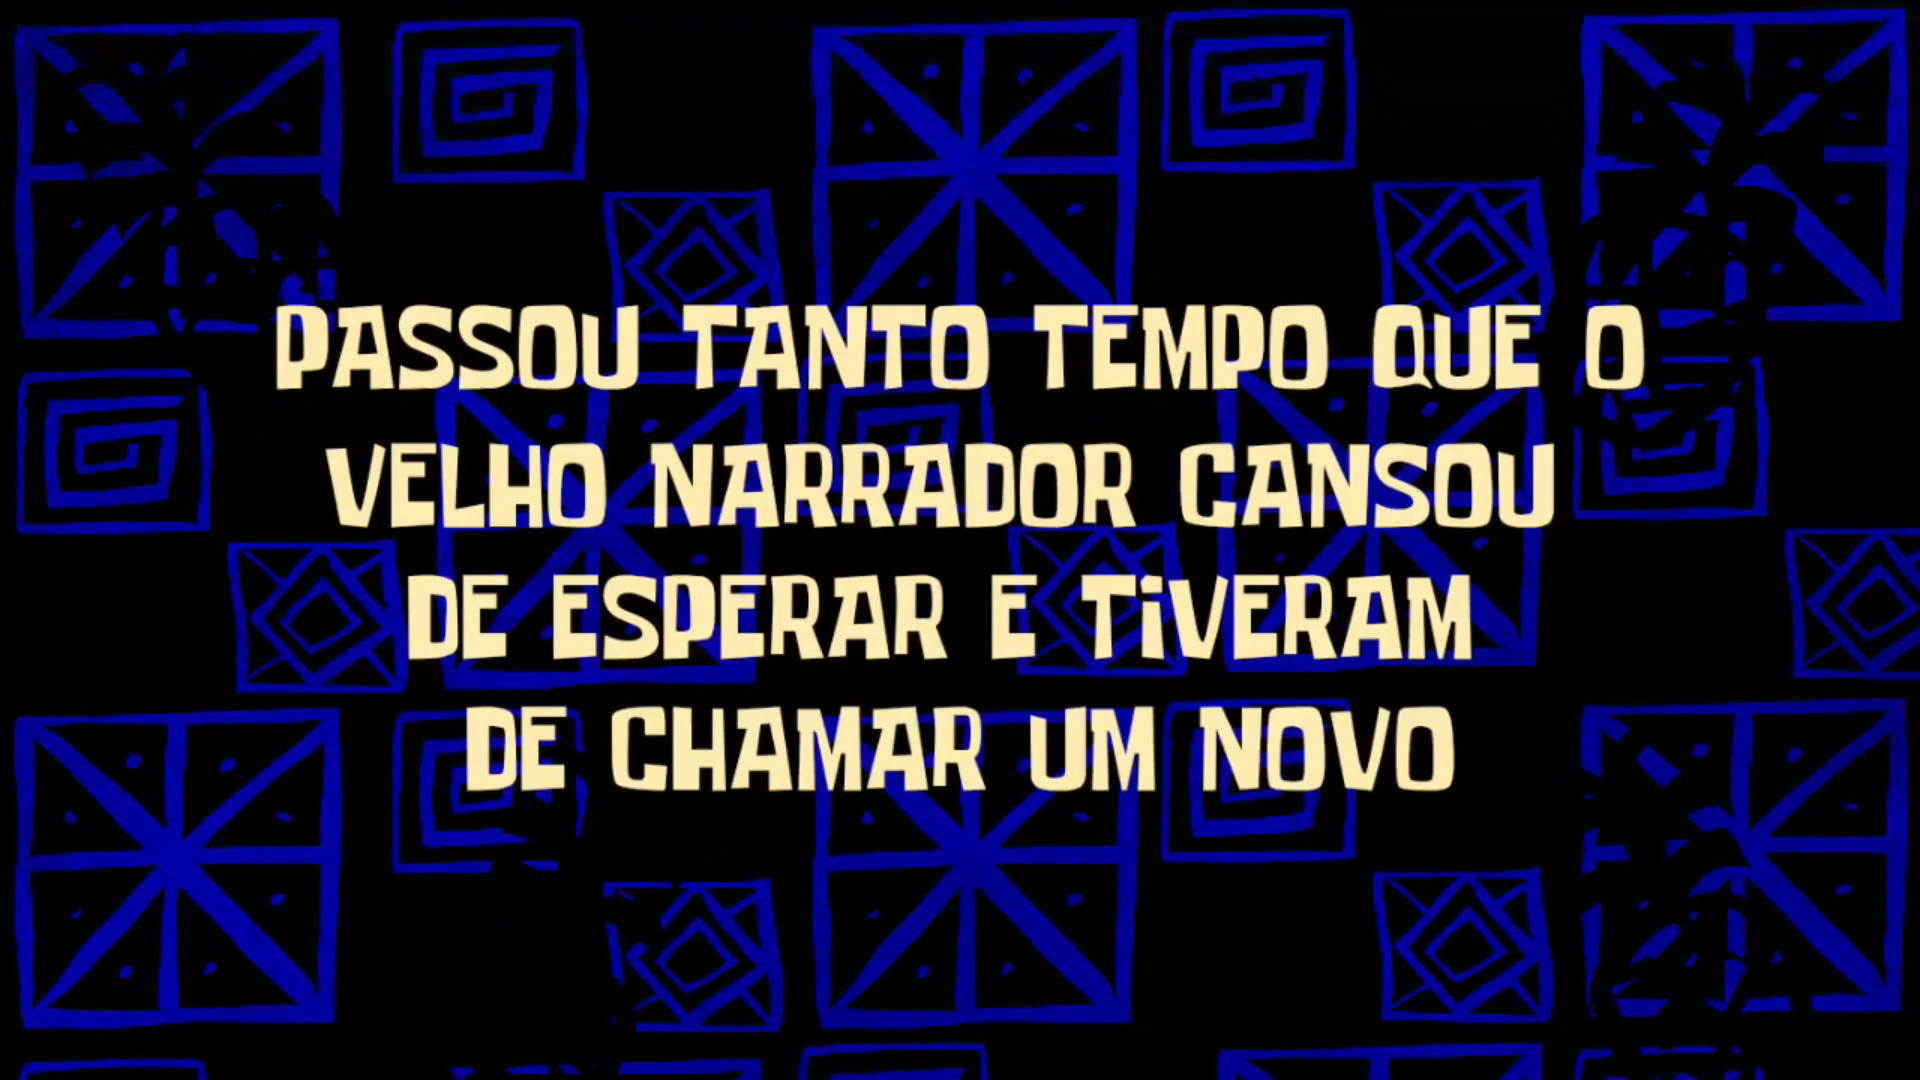 PASSOU TANTO TEMPO QUE O
VELHO NARRADOR CANSOU
DE ESPERAR E TiVERAM
DE CHAMAR UM NOVO